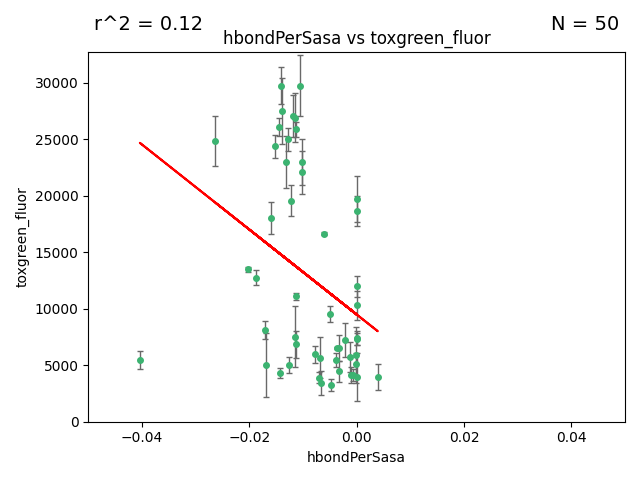 r^2 = 0.12
N = 50
hbondPerSasa vs toxgreen_fluor
toxgreen_fluor
30000
25000
20000
15000
10000
5000
0
−0.04
−0.02
0.00
0.02
0.04
hbondPerSasa